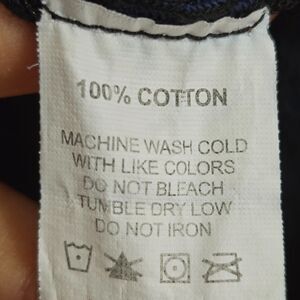 100% COTTON
MACHINE WASH COLD
WITH LIKE COLORS
DO NOT BLEACH
TUMBLE DRY LOW
DO NOT IRON